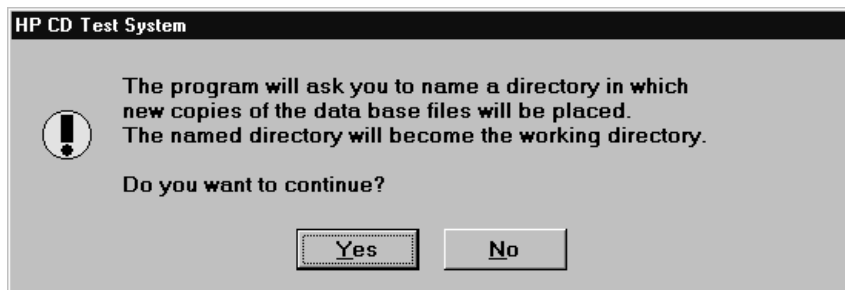 HP CD Test System
The program will ask you to name a directory in which
new copies of the data base files will be placed.
The named directory will become the working directory.
Do you want to continue?
Yes
No